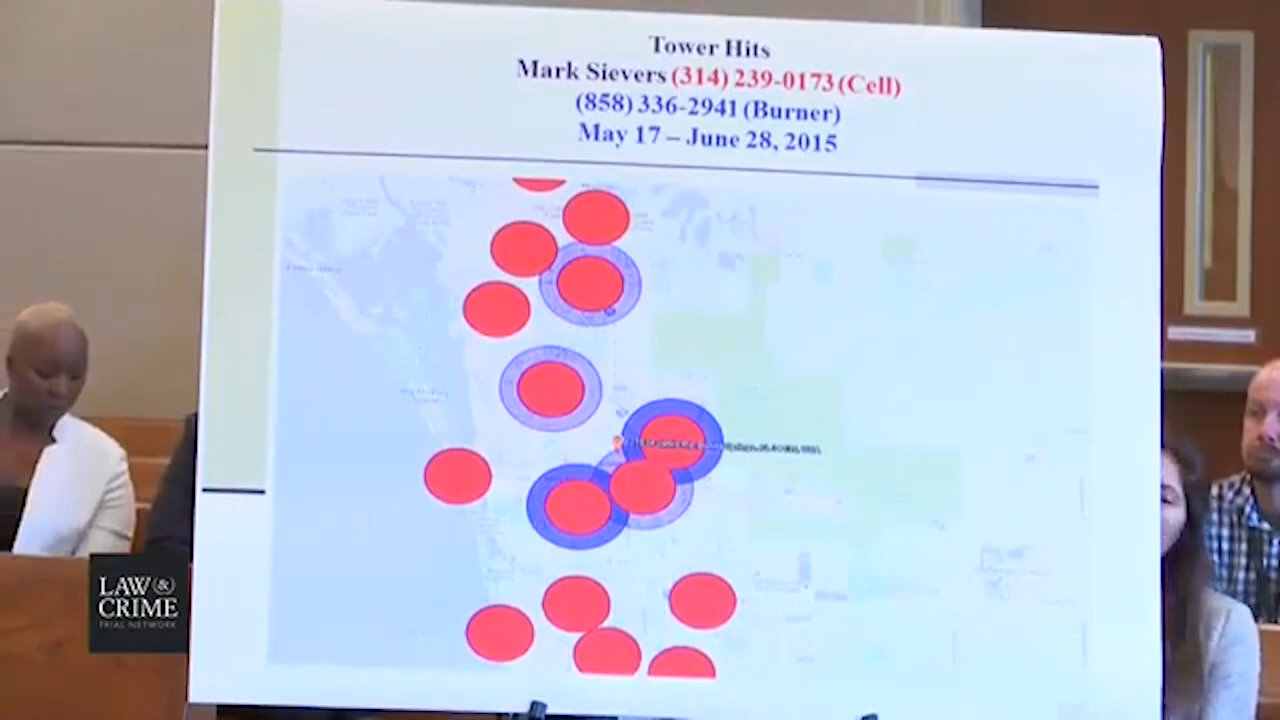 Tower Hits
Mark Sievers (314) 239-0173 (Cell)
(858) 336-2941 (Burner)
May 17 – June 28, 2015
LAW &
CRIME
TRIAL NETWORK